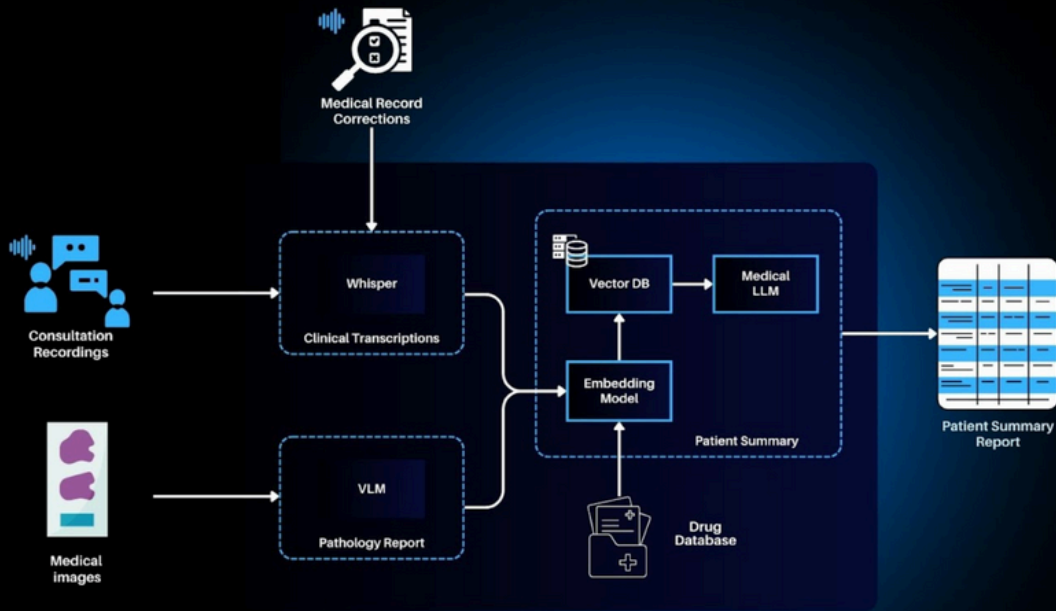 Medical Record
Corrections
Whisper
Clinical Transcriptions
Consultation
Recordings
Vector DB
Medical
LLM
Embedding
Model
Patient Summary
Patient Summary
Report
VLM
Pathology Report
Medical
images
Drug
Database